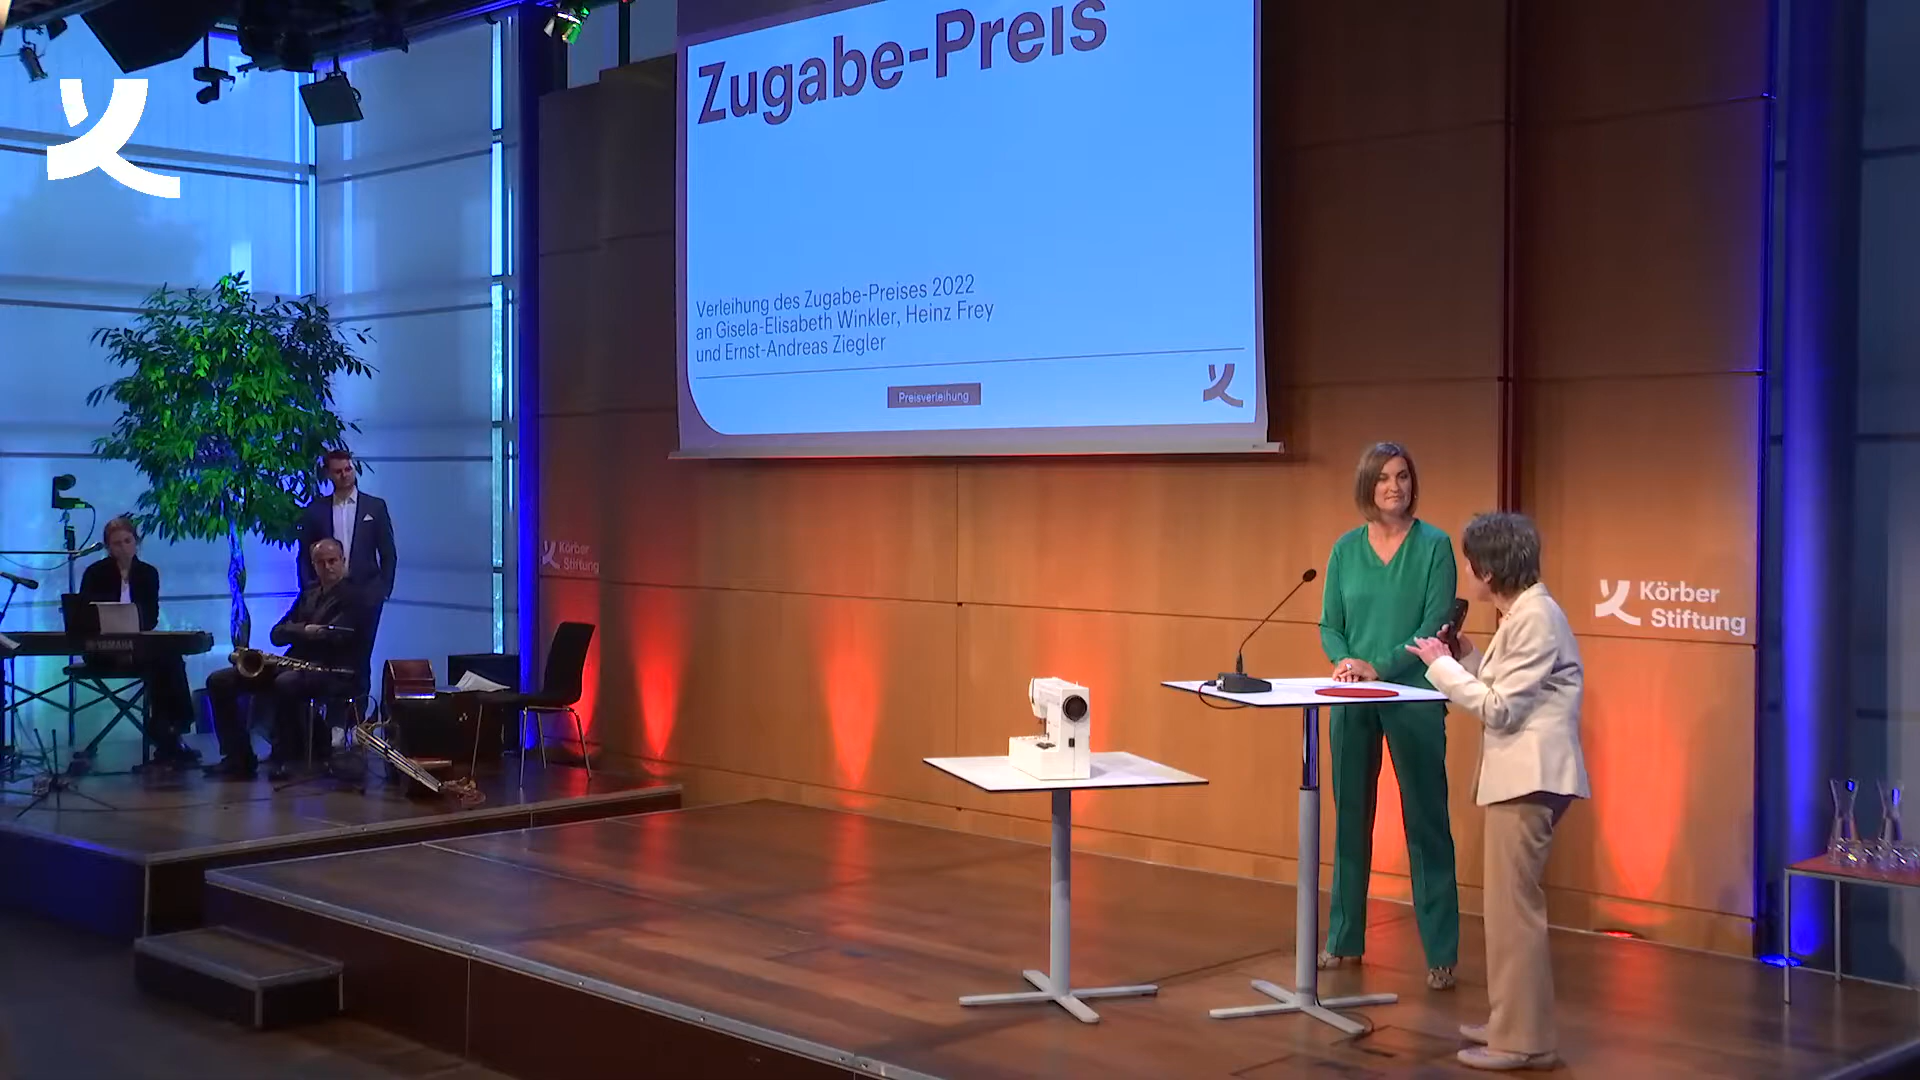 Zugabe-Preis
Verleihung des Zugabe-Preises 2022
an Gisela-Elisabeth Winkler, Heinz Frey
und Ernst-Andreas Ziegler
Preisverleihung
Körber
Stiftung
Körber
Stiftung
YAMAHA